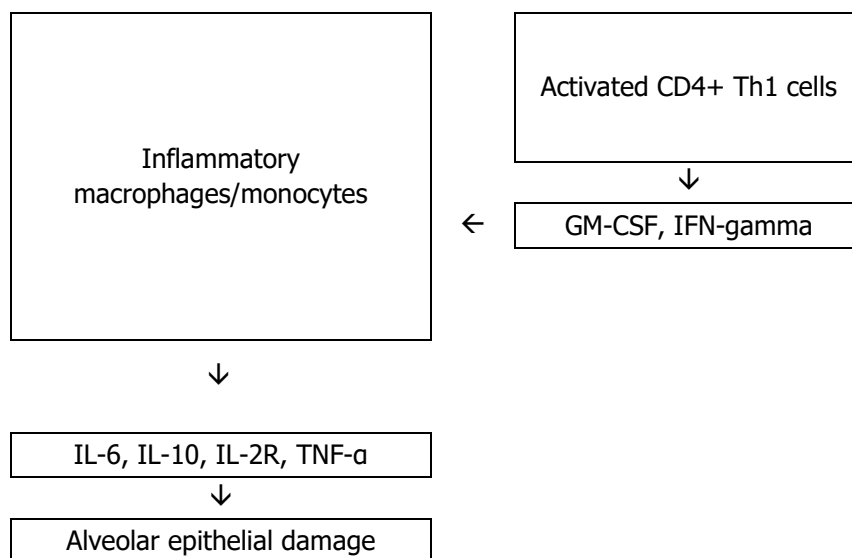 Activated CD4+ Th1 cells
Inflammatory
macrophages/monocytes
GM-CSF, IFN-gamma
IL-6, IL-10, IL-2R, TNF-α
Alveolar epithelial damage